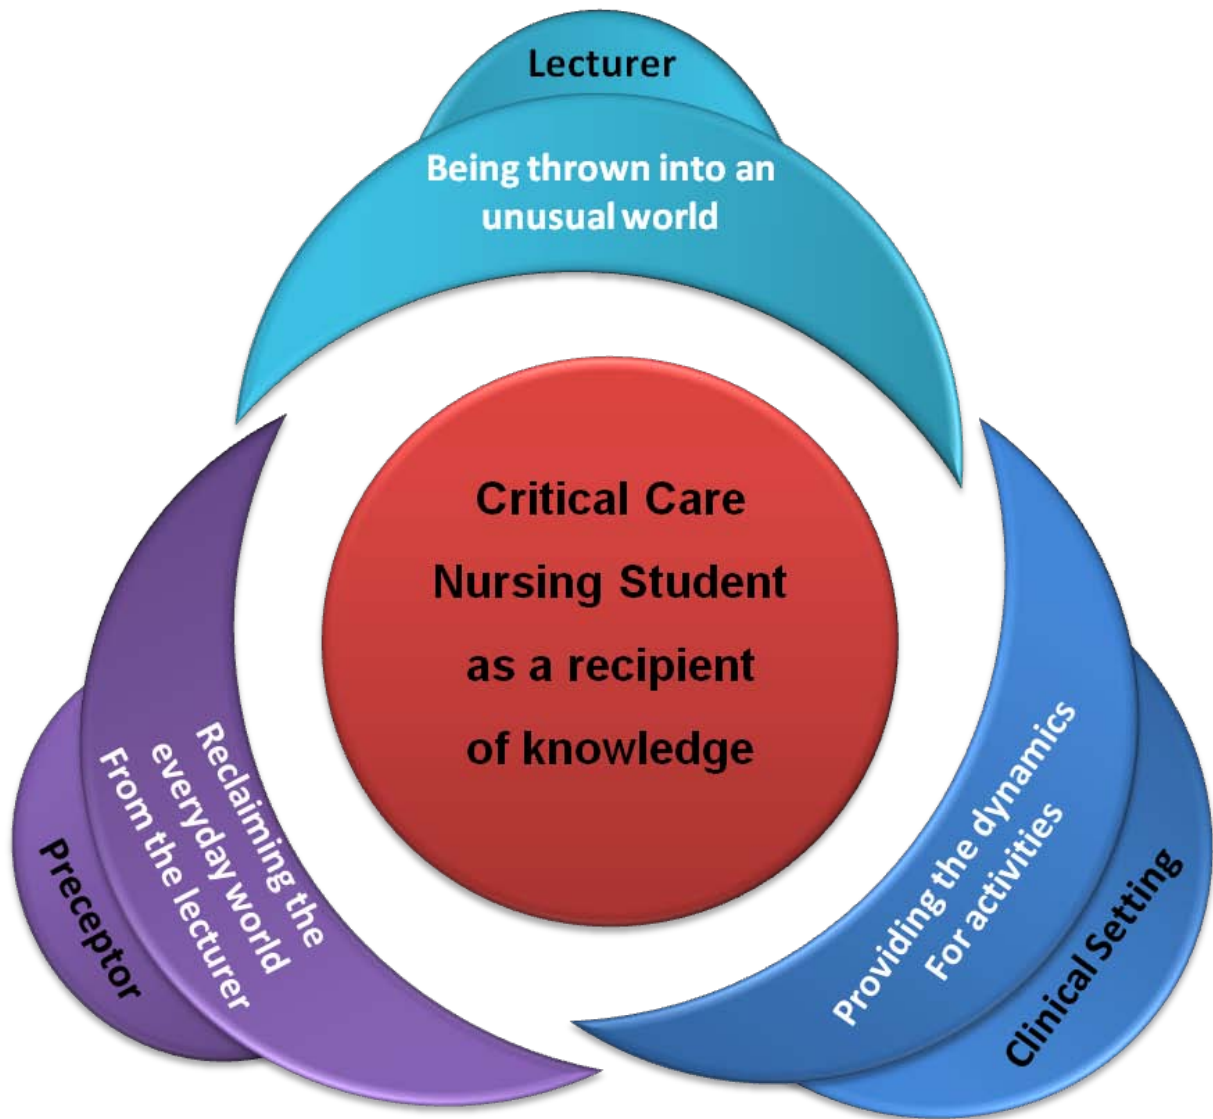 Lecturer
Being thrown into an
unusual world
Critical Care
Nursing Student
as a recipient
of knowledge
Reclaiming the
everyday world
From the lecturer
Preceptor
Providing the dynamics
For activities
Clinical Setting